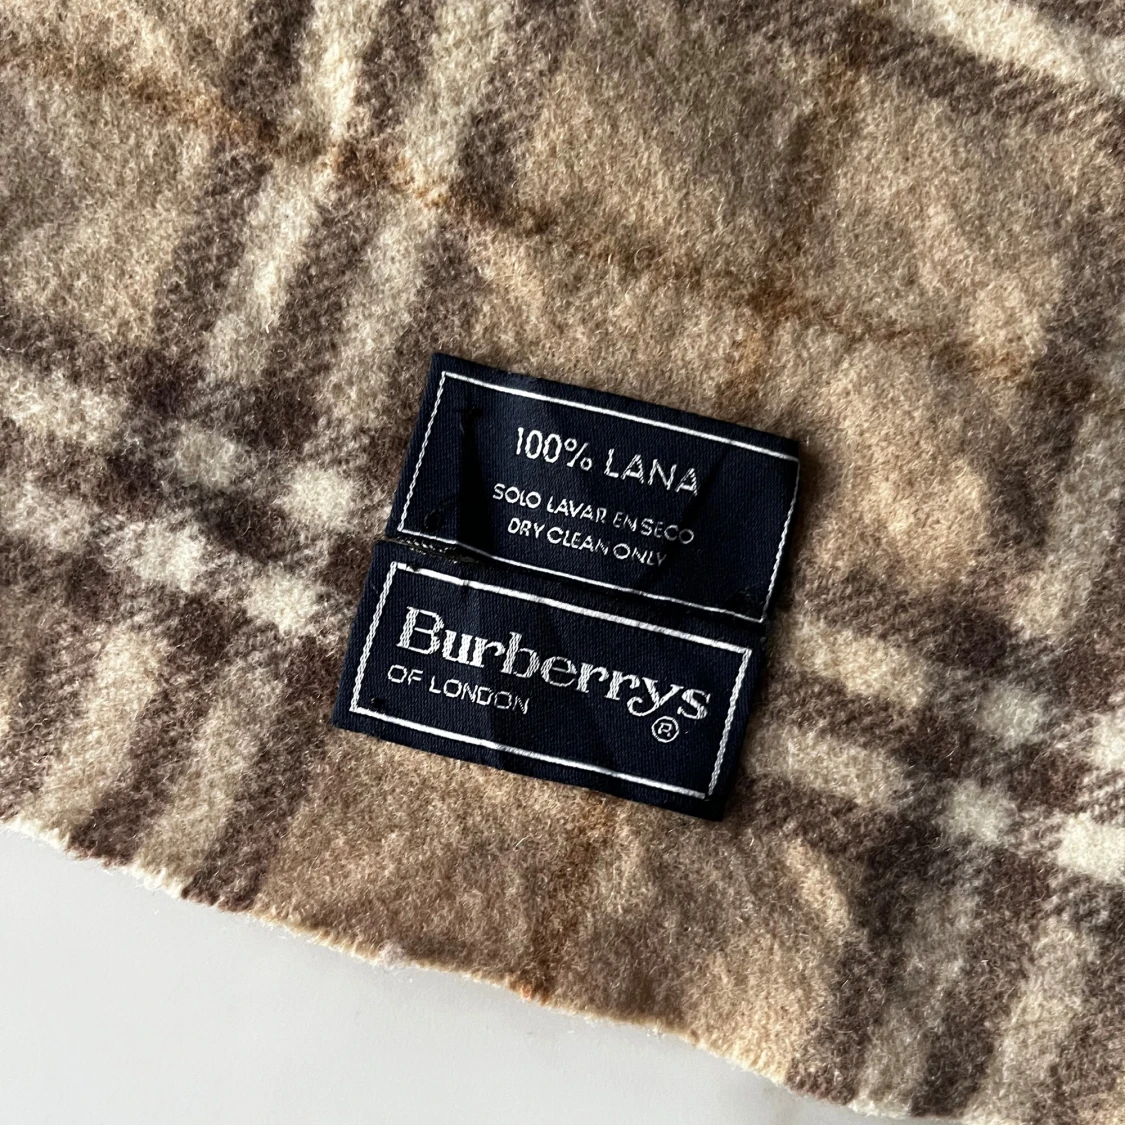 100% LANA
SOLO LAVAR EN SECO
DRY CLEAN ONLY
Burberrys
OF LONDON
®